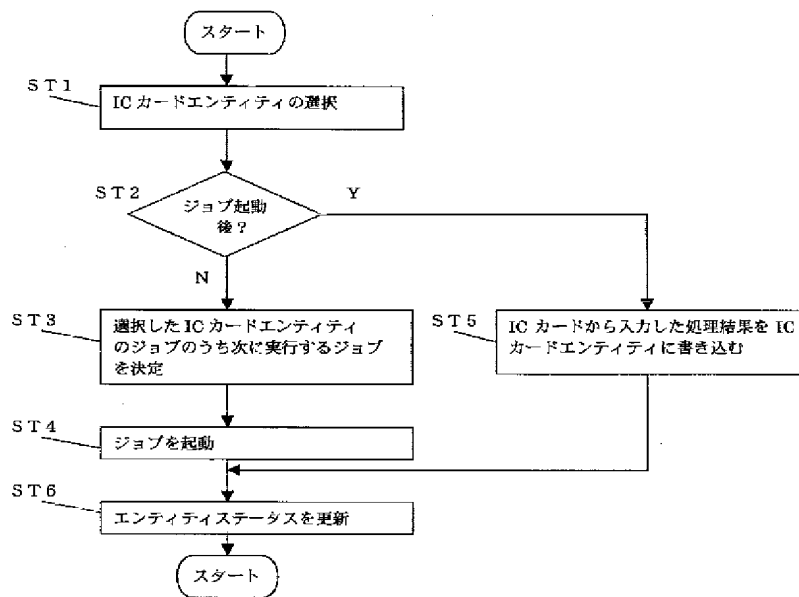 スタート
ST1
ICカードエンティティの選択
ST2
Y
ジョブ起動
後?
N
ST3
選択したICカードエンティティ
のジョブのうち次に実行するジョブ
を決定
ST5
ICカードから入力した処理結果をIC
カードエンティティに書き込む
ST4
ジョブを起動
ST6
エンティティステータスを更新
スタート